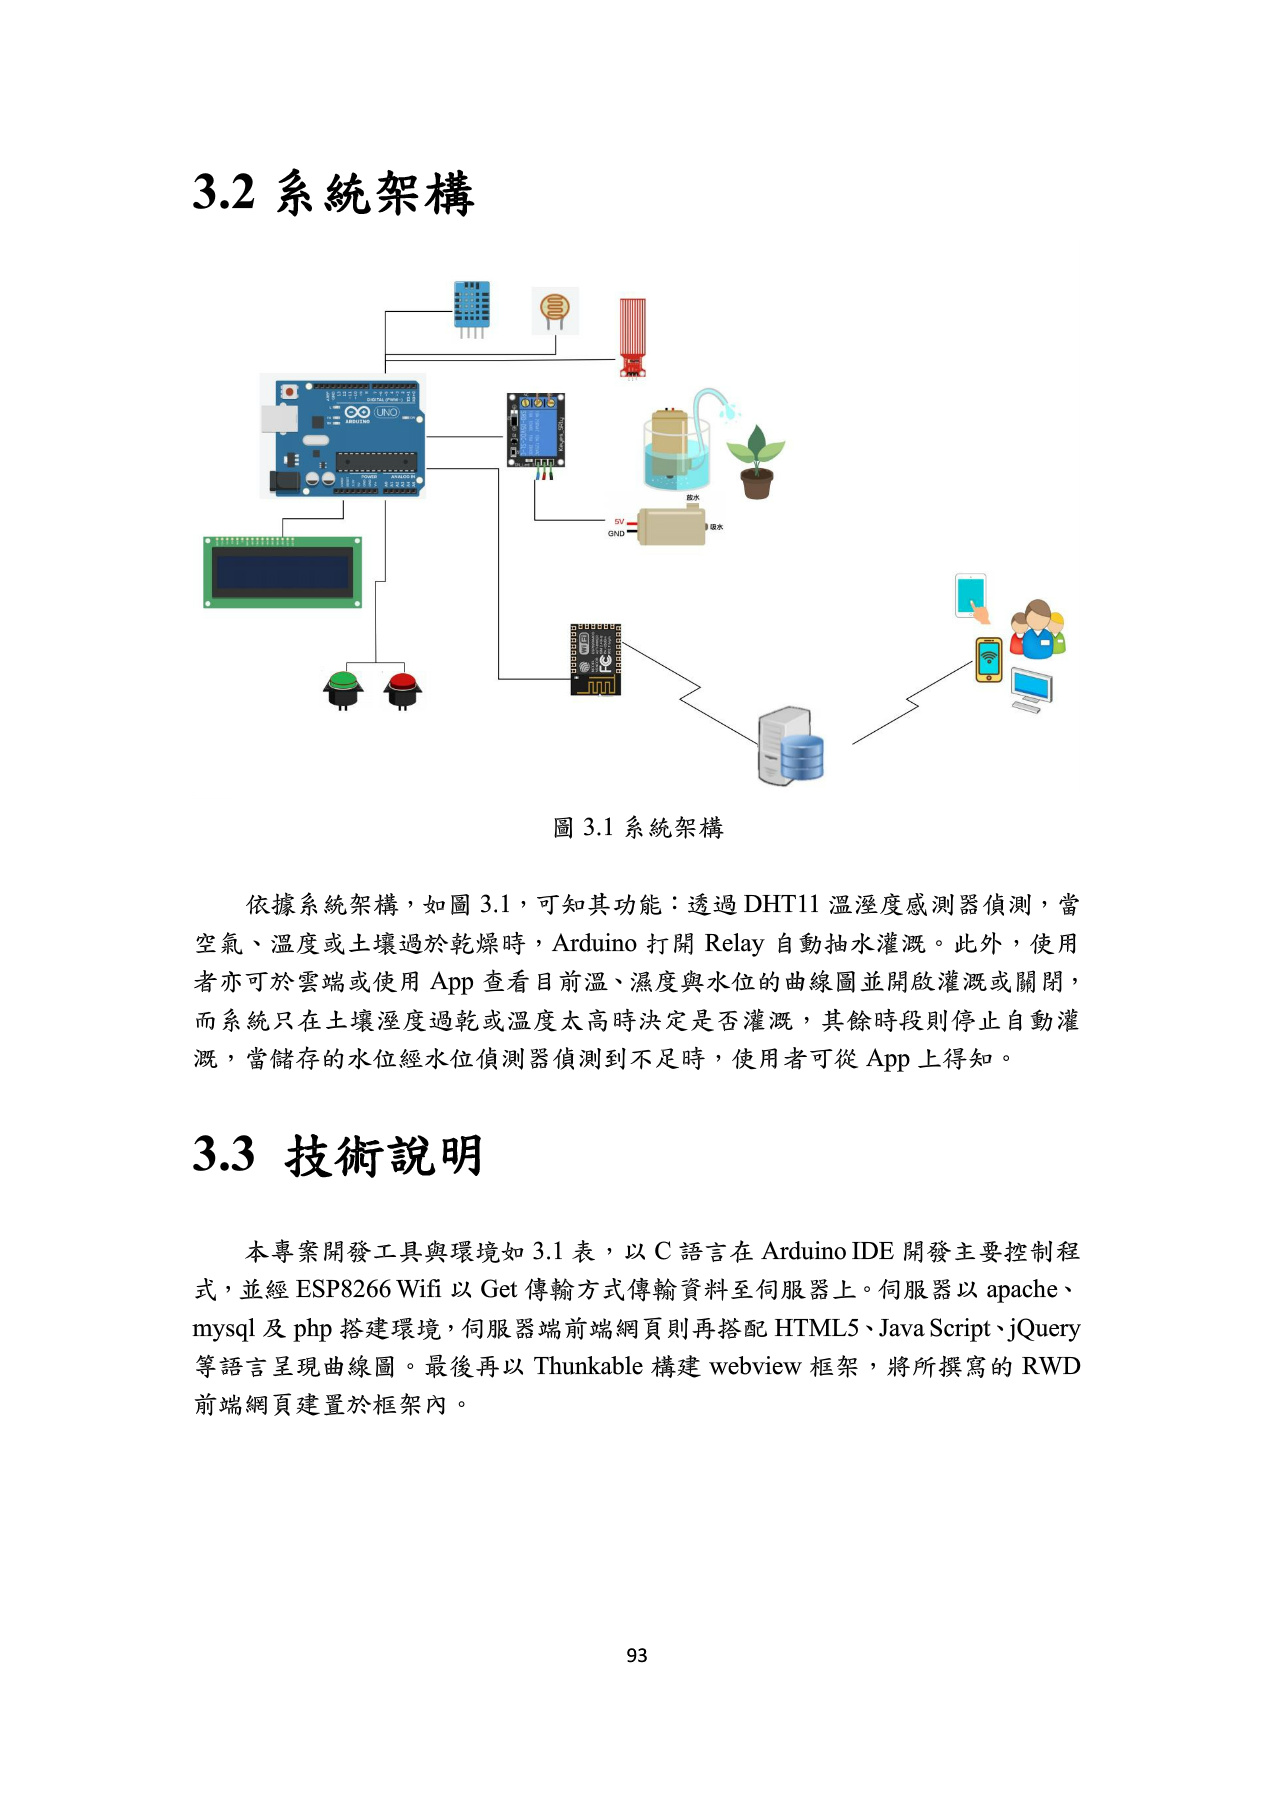 3.2 系統架構
DIGITAL (PWM~)
UNO
ARDUINO
POWER
ANALOG IN
放水
5V
吸水
GND
WiFi
FC
圖 3.1 系統架構
依據系統架構，如圖 3.1，可知其功能：透過 DHT11 溫溼度感測器偵測，當
空氣、溫度或土壤過於乾燥時，Arduino 打開 Relay 自動抽水灌溉。此外，使用
者亦可於雲端或使用 App 查看目前溫、濕度與水位的曲線圖並開啟灌溉或關閉，
而系統只在土壤溼度過乾或溫度太高時決定是否灌溉，其餘時段則停止自動灌
溉，當儲存的水位經水位偵測器偵測到不足時，使用者可從 App 上得知。
3.3 技術說明
本專案開發工具與環境如 3.1 表，以 C 語言在 Arduino IDE 開發主要控制程
式，並經 ESP8266 Wifi 以 Get 傳輸方式傳輸資料至伺服器上。伺服器以 apache、
mysql 及 php 搭建環境，伺服器端前端網頁則再搭配 HTML5、Java Script、jQuery
等語言呈現曲線圖。最後再以 Thunkable 構建 webview 框架，將所撰寫的 RWD
前端網頁建置於框架內。
93